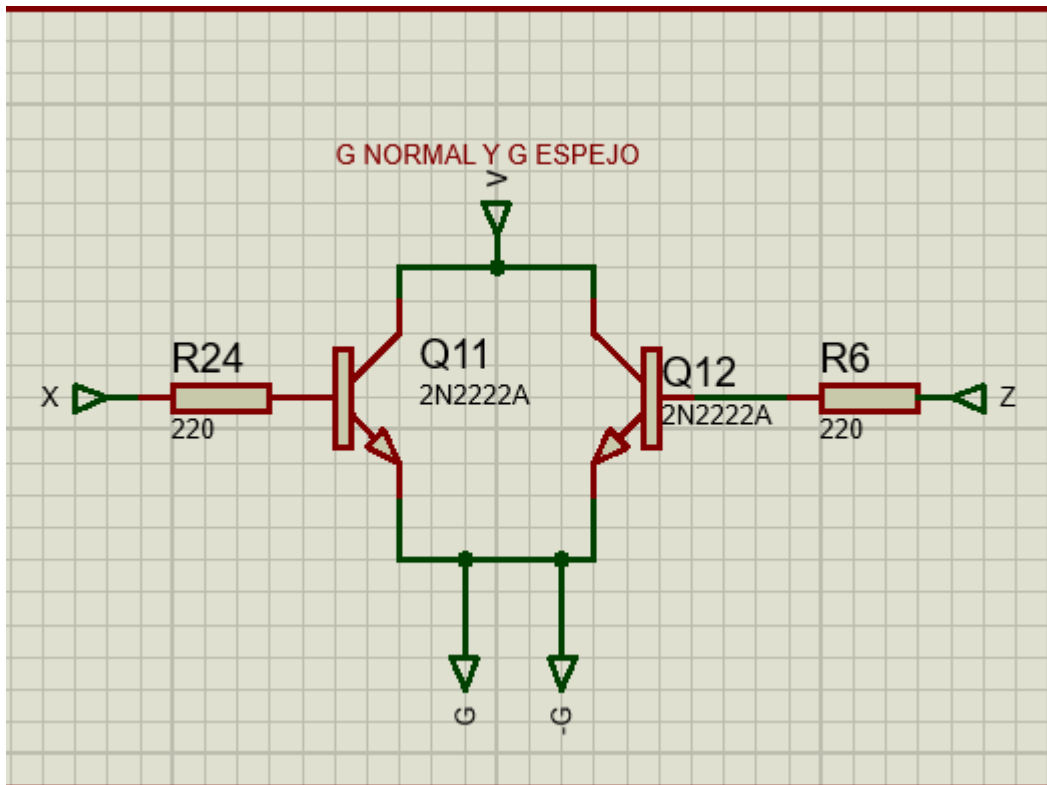 G NORMAL Y G ESPEJO
V
R24
Q11
Q12
R6
X
2N2222A
2N2222A
Z
220
220
G
-G